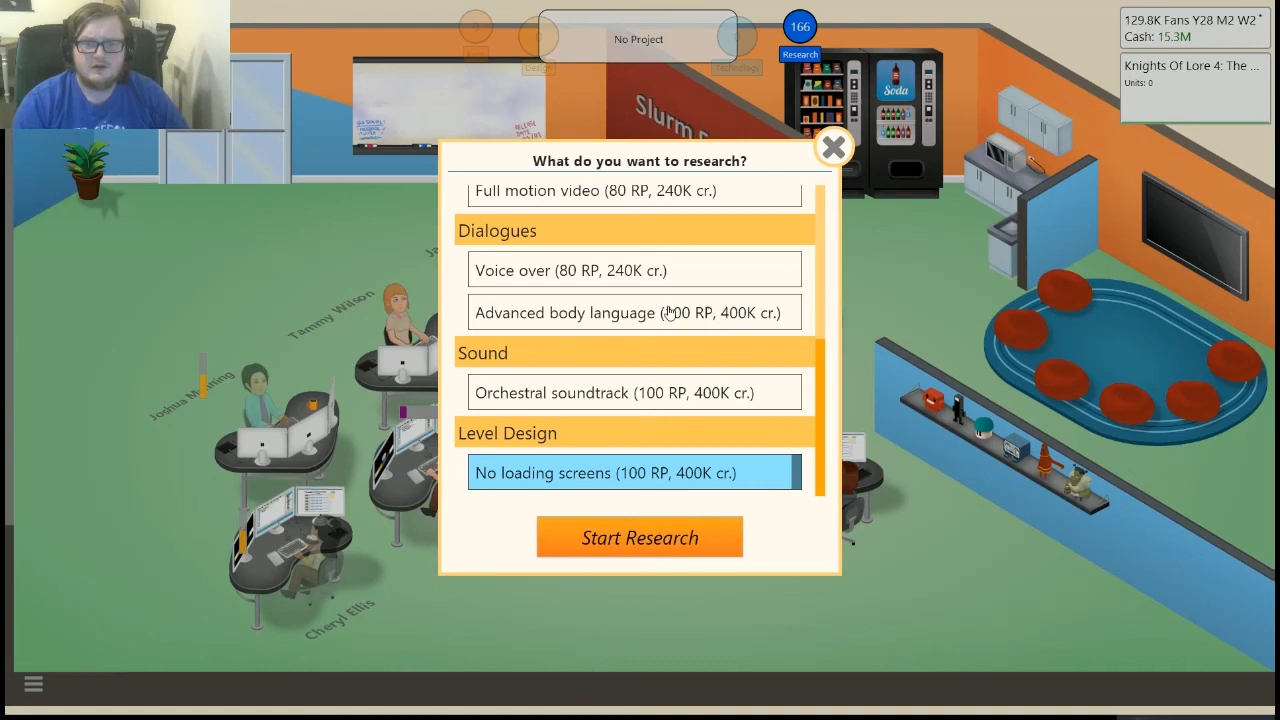 No Project
166
Research
Design
Technology
129.8K Fans Y28 M2 W2
Cash: 15.3M
Knights Of Lore 4: The ...
Units: 0
Soda
Slurm
What do you want to research?
Full motion video (80 RP, 240K cr.)
Dialogues
Voice over (80 RP, 240K cr.)
Advanced body language (100 RP, 400K cr.)
Sound
Orchestral soundtrack (100 RP, 400K cr.)
Level Design
No loading screens (100 RP, 400K cr.)
Start Research
Tammy Wilson
Cheryl Ellis